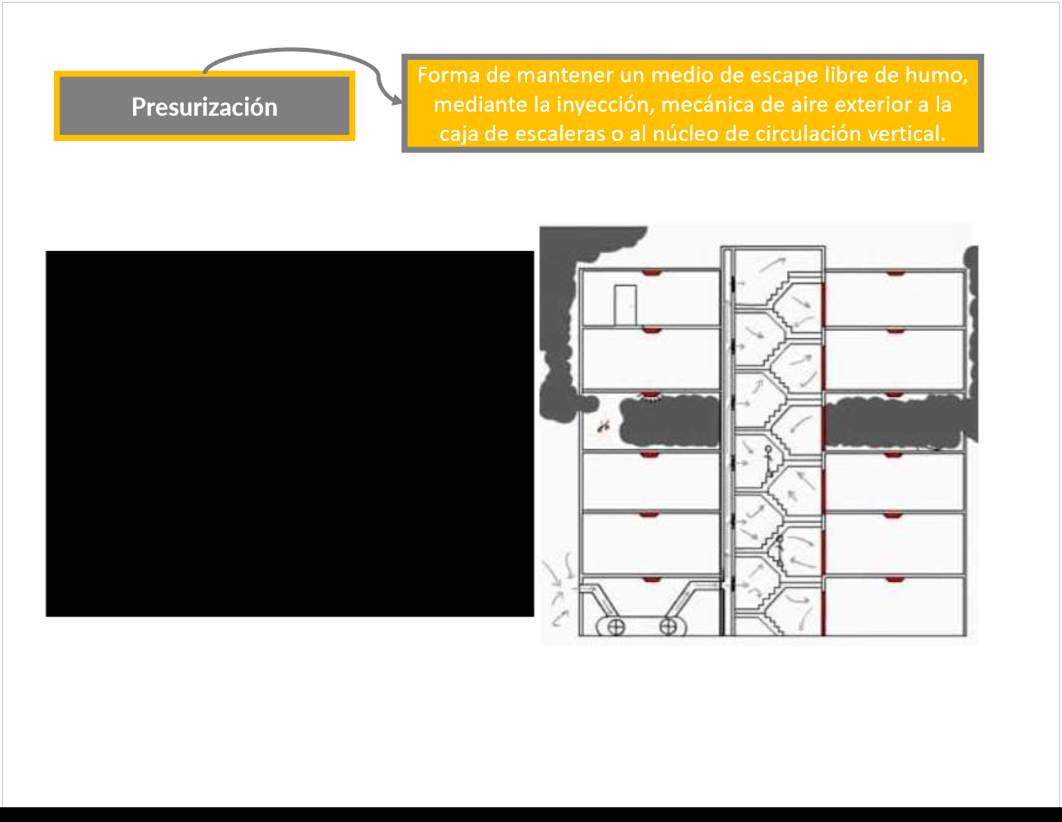 Presurización
Forma de mantener un medio de escape libre de humo,
mediante la inyección, mecánica de aire exterior a la
caja de escaleras o al núcleo de circulación vertical.